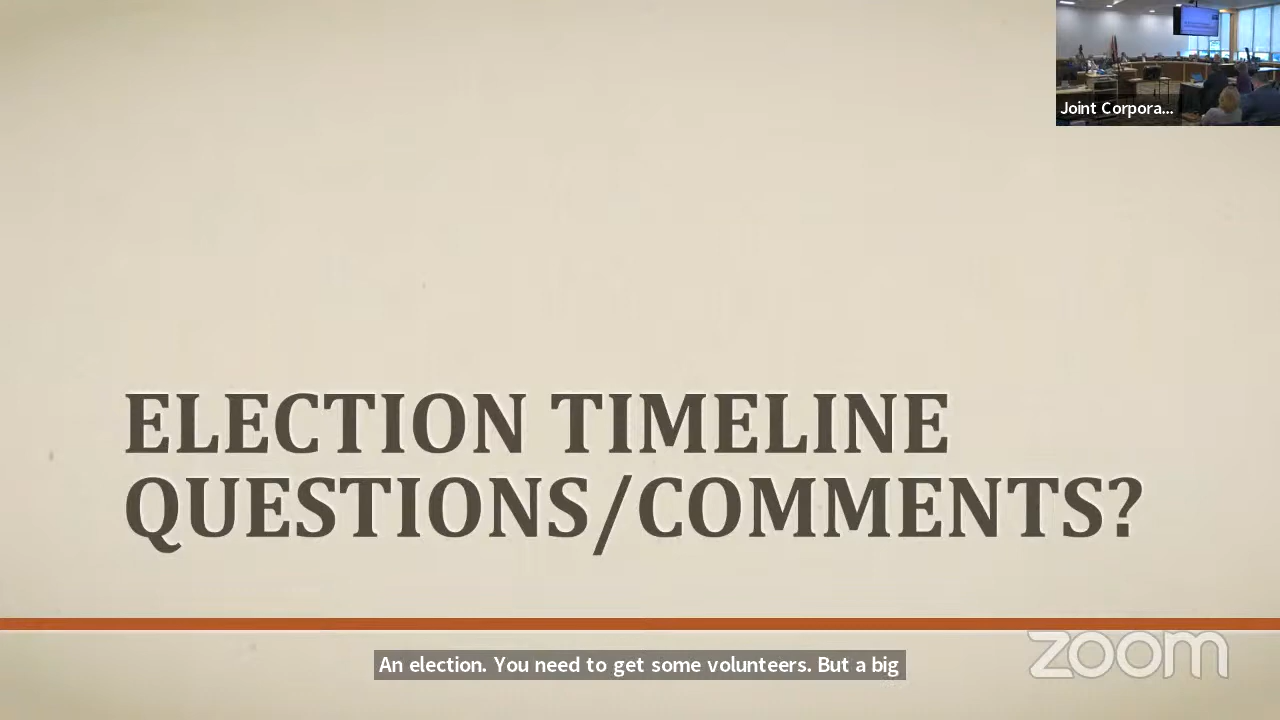 Joint Corpora...
ELECTION TIMELINE
QUESTIONS/COMMENTS?
zoom
An election. You need to get some volunteers. But a big